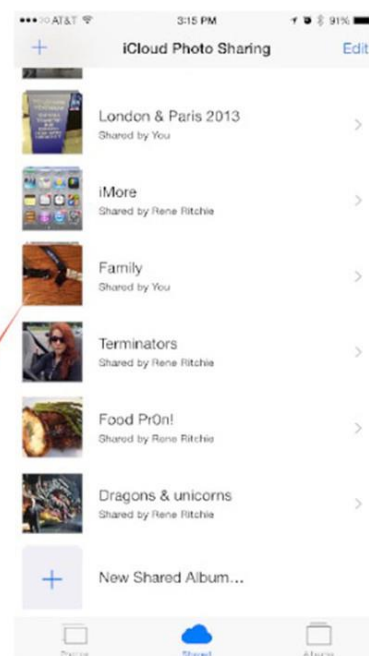 AT&T 3:15 PM 91%
iCloud Photo Sharing Edit
London & Paris 2013
Shared by You
iMore
Shared by Rene Ritchie
Family
Shared by You
Terminators
Shared by Rene Ritchie
Food Pr0n!
Shared by Rene Ritchie
Dragons & unicorns
Shared by Rene Ritchie
New Shared Album...
Photos Shared Albums